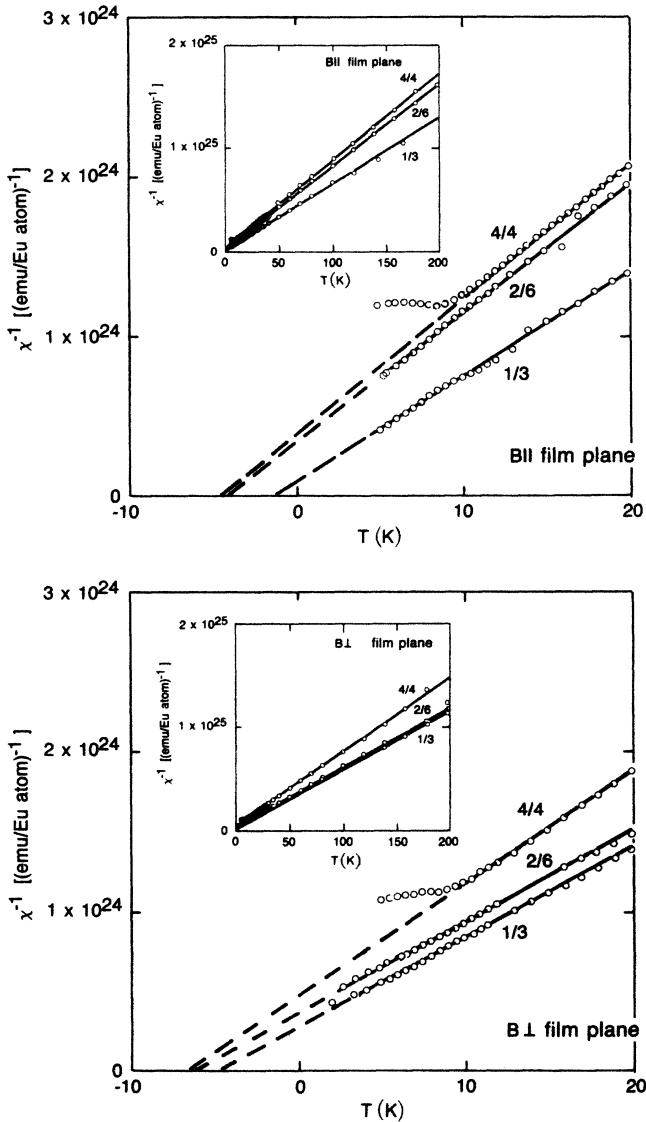 3 x 10^24
2 x 10^24
1 x 10^24
0
χ^-1 [(emu/Eu atom)^-1 ]
-10
0
10
20
T (K)
4/4
2/6
1/3
BII film plane
2 x 10^25
1 x 10^25
0
χ^-1 [(emu/Eu atom)^-1 ]
BII film plane
4/4
2/6
1/3
0
50
100
150
200
T (K)
3 x 10^24
2 x 10^24
1 x 10^24
0
χ^-1 [(emu/Eu atom)^-1 ]
-10
0
10
20
T (K)
4/4
2/6
1/3
B⊥ film plane
2 x 10^25
1 x 10^25
0
χ^-1 [(emu/Eu atom)^-1 ]
B⊥ film plane
4/4
2/6
1/3
0
50
100
150
200
T (K)